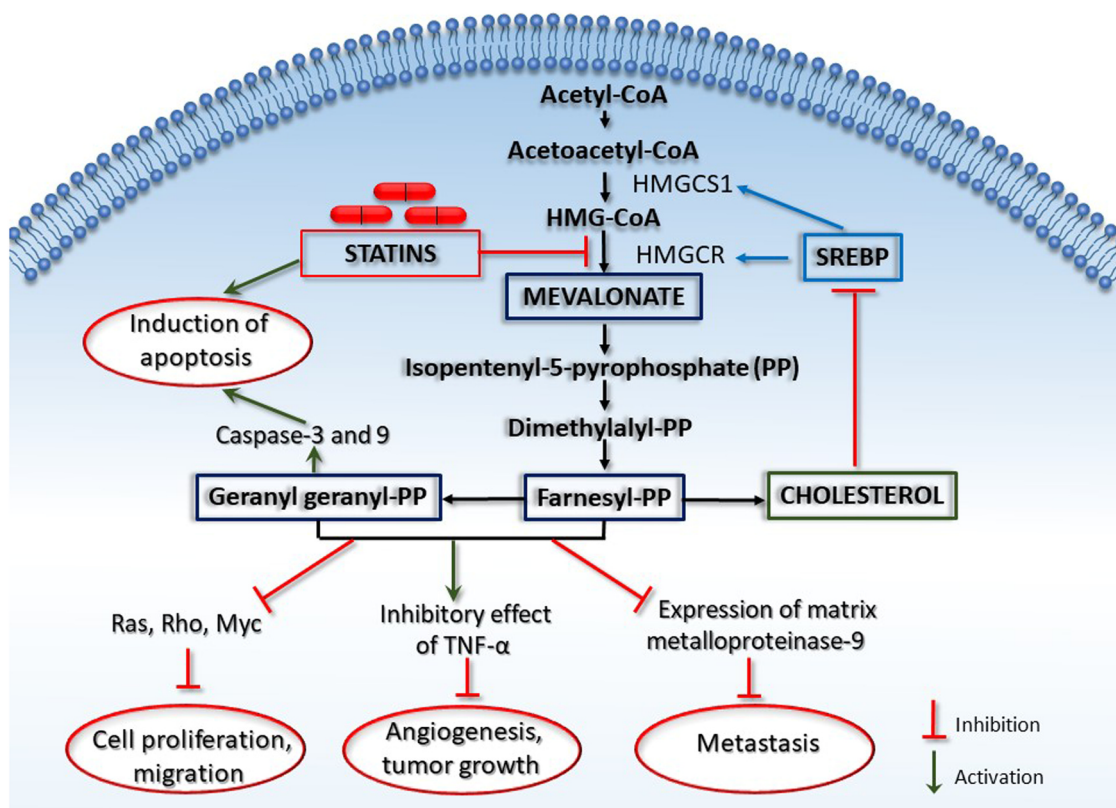 Acetyl-CoA
Acetoacetyl-CoA
HMGCS1
HMG-CoA
STATINS
HMGCR
SREBP
MEVALONATE
Induction of
apoptosis
Isopentenyl-5-pyrophosphate (PP)
Dimethylalyl-PP
Caspase-3 and 9
Geranyl geranyl-PP
Farnesyl-PP
CHOLESTEROL
Ras, Rho, Myc
Inhibitory effect
of TNF-α
Expression of matrix
metalloproteinase-9
Cell proliferation,
migration
Angiogenesis,
tumor growth
Metastasis
Inhibition
Activation